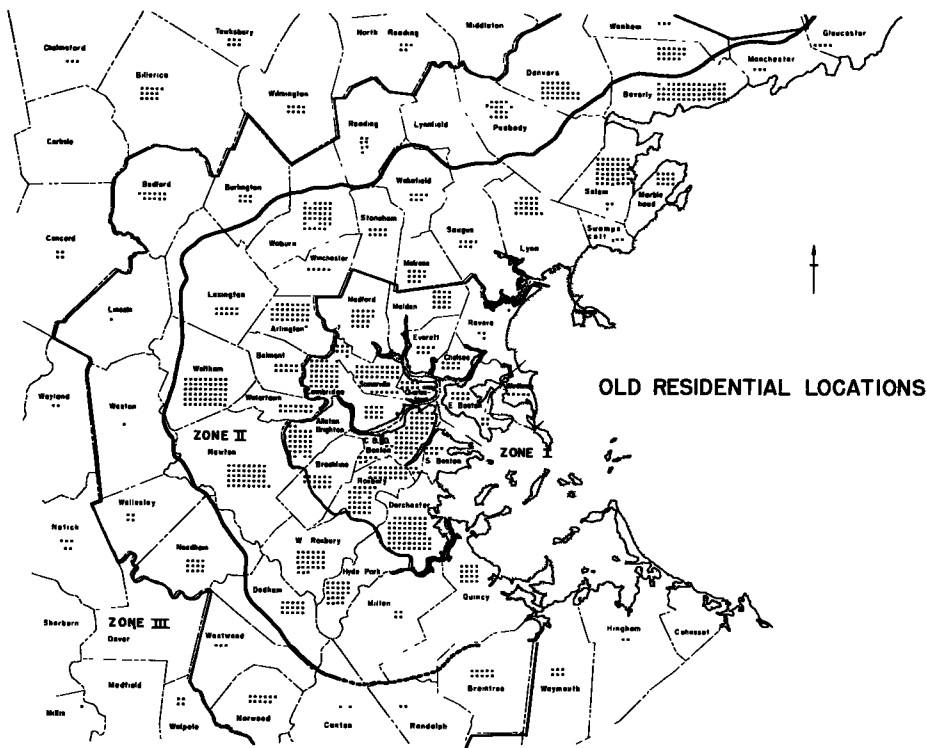 Tewksbury
North Reading
Middleton
Wenham
Gloucester
Chelmsford
Manchester
Billerica
Danvers
Wilmington
Beverly
Reading
Lynnfield
Peabody
Carlisle
Bedford
Burlington
Wakefield
Salem
Marble
head
Stoneham
Swamps
cott
Concord
Woburn
Saugus
Lynn
Winchester
Melrose
Lexington
Medford
Malden
Lincoln
Arlington
Revere
Everett
Belmont
Chelsea
Waltham
Somerville
OLD RESIDENTIAL LOCATIONS
Wayland
Watertown
E. Boston
Weston
Allston
Brighton
ZONE II
C. B. D.
Boston
ZONE I
Newton
S. Boston
Brookline
Roxbury
Wellesley
Dorchester
Natick
W. Roxbury
Needham
Hyde Park
Dedham
Quincy
Milton
Sherborn
ZONE III
Hingham
Cohasset
Dover
Westwood
Medfield
Braintree
Weymouth
Millis
Walpole
Norwood
Canton
Randolph